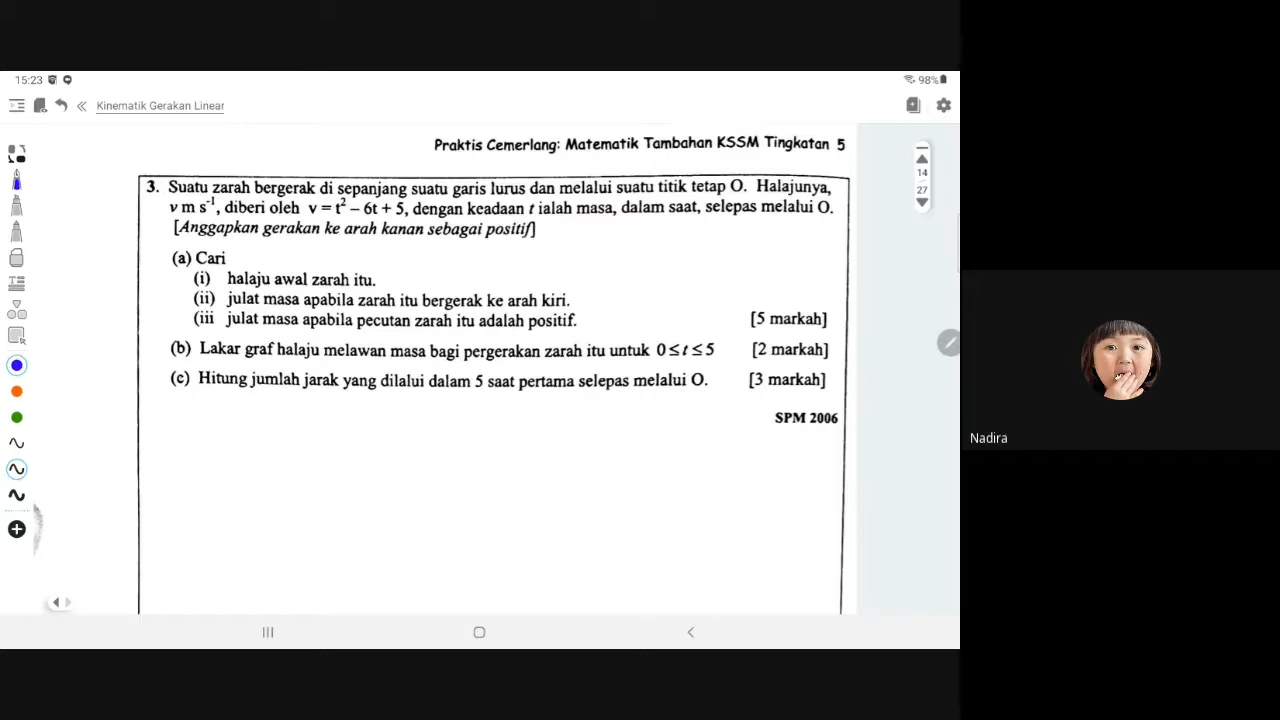 15:23
98%
Kinematik Gerakan Linear
Praktis Cemerlang: Matematik Tambahan KSSM Tingkatan 5
14
27
3. Suatu zarah bergerak di sepanjang suatu garis lurus dan melalui suatu titik tetap O. Halajunya,
v m s⁻¹, diberi oleh v = t² – 6t + 5, dengan keadaan t ialah masa, dalam saat, selepas melalui O.
[Anggapkan gerakan ke arah kanan sebagai positif]
(a) Cari
(i) halaju awal zarah itu.
(ii) julat masa apabila zarah itu bergerak ke arah kiri.
(iii julat masa apabila pecutan zarah itu adalah positif. [5 markah]
(b) Lakar graf halaju melawan masa bagi pergerakan zarah itu untuk 0 ≤ t ≤ 5 [2 markah]
(c) Hitung jumlah jarak yang dilalui dalam 5 saat pertama selepas melalui O. [3 markah]
SPM 2006
Nadira